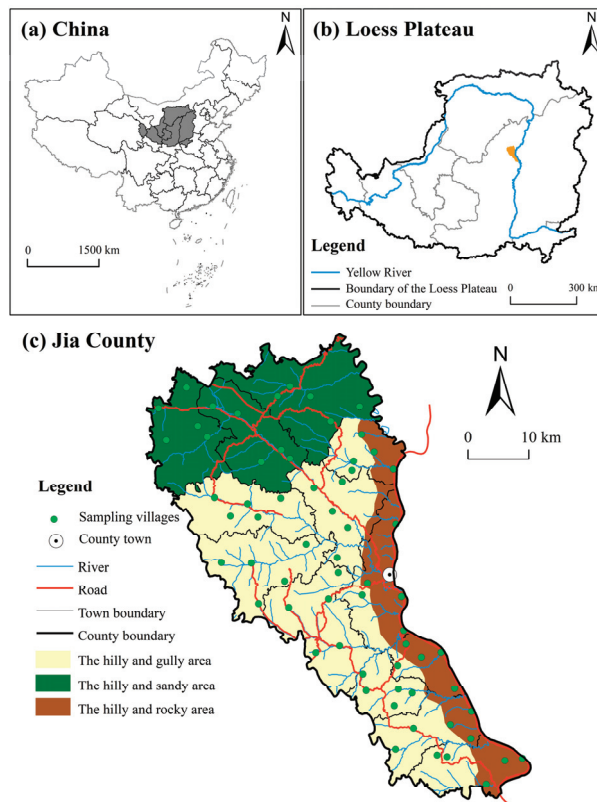 (a) China
N
0 1500 km
(b) Loess Plateau
N
Legend
Yellow River
Boundary of the Loess Plateau
County boundary
0 300 km
(c) Jia County
N
0 10 km
Legend
Sampling villages
County town
River
Road
Town boundary
County boundary
The hilly and gully area
The hilly and sandy area
The hilly and rocky area